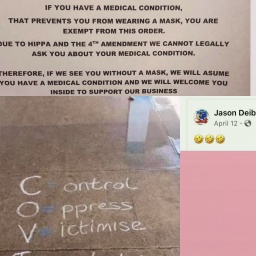 IF YOU HAVE A MEDICAL CONDITION,
THAT PREVENTS YOU FROM WEARING A MASK, YOU ARE
EXEMPT FROM THIS ORDER.
DUE TO HIPPA AND THE 4TH AMENDMENT WE CANNOT LEGALLY
ASK YOU ABOUT YOUR MEDICAL CONDITION.
THEREFORE, IF WE SEE YOU WITHOUT A MASK, WE WILL ASUME
YOU HAVE A MEDICAL CONDITION AND WE WILL WELCOME YOU
INSIDE TO SUPPORT OUR BUSINESS
Jason Deib
April 12
C = ontrol
O = ppress
V = ictimise